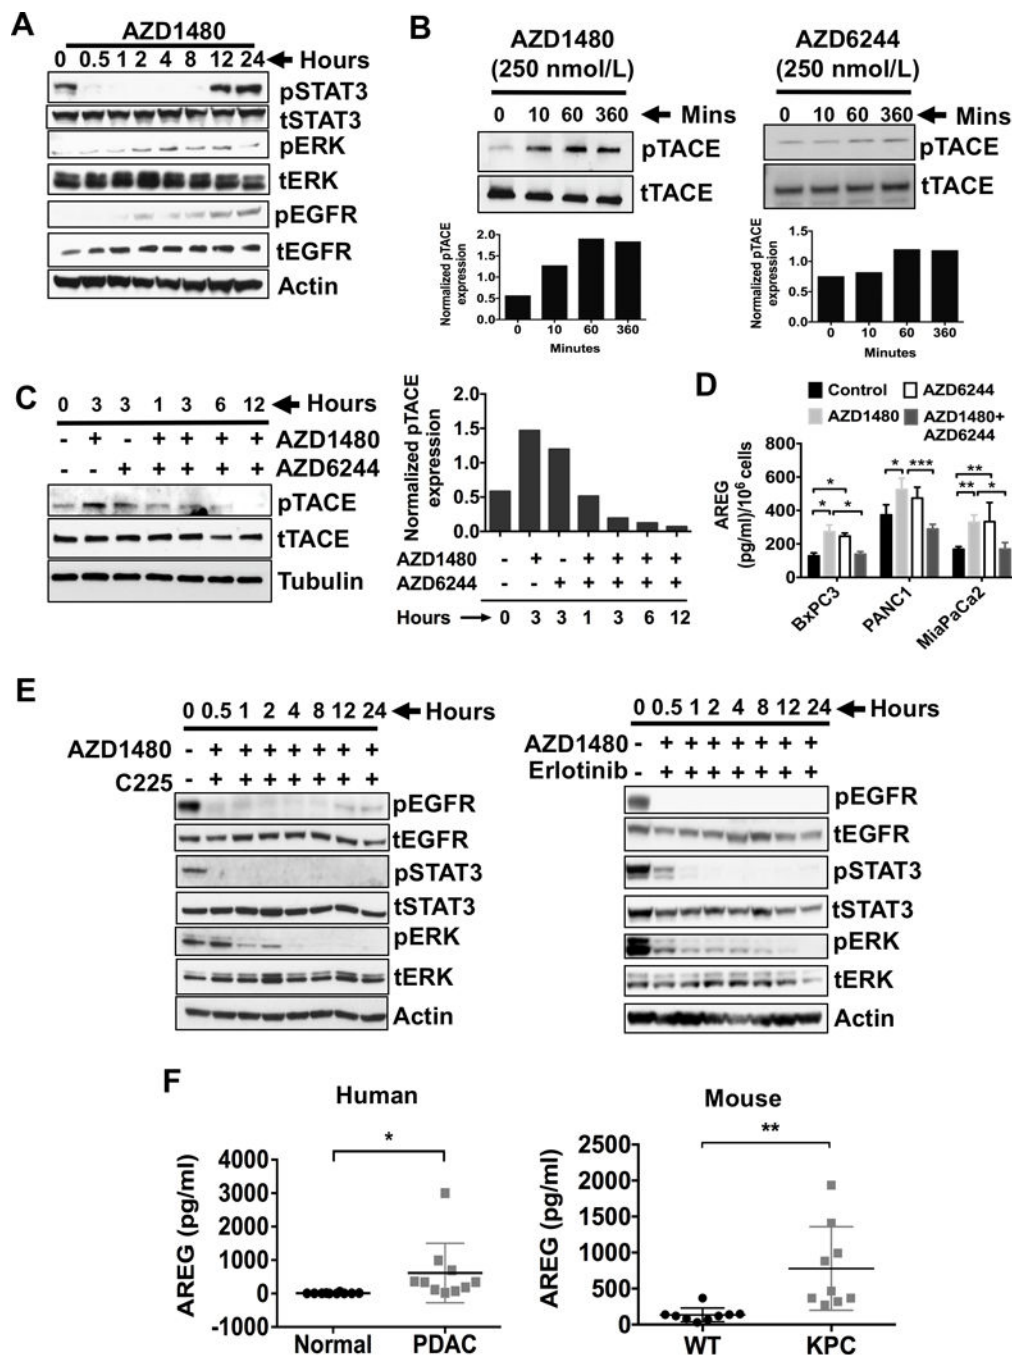 A
AZD1480
0 0.5 1 2 4 8 12 24 Hours
pSTAT3
tSTAT3
pERK
tERK
pEGFR
tEGFR
Actin
B
AZD1480
(250 nmol/L)
0 10 60 360 Mins
pTACE
tTACE
Normalized pTACE
expression
2.0
1.5
1.0
0.5
0.0
0 10 60 360
Minutes
AZD6244
(250 nmol/L)
0 10 60 360 Mins
pTACE
tTACE
Normalized pTACE
expression
1.5
1.0
0.5
0.0
0 10 60 360
Minutes
C
0 3 3 1 3 6 12 Hours
- + - + + + + AZD1480
- - + + + + + AZD6244
pTACE
tTACE
Tubulin
Normalized pTACE
expression
2.0
1.5
1.0
0.5
0.0
AZD1480 - + - + + + +
AZD6244 - - + + + + +
Hours 0 3 3 1 3 6 12
D
Control AZD6244
AZD1480 AZD1480+
AZD6244
AREG
(pg/ml)/10⁶ cells
800
600
400
200
0
* * *
* ***
** ** *
BxPC3 PANC1 MiaPaCa2
E
0 0.5 1 2 4 8 12 24 Hours
AZD1480 - + + + + + + +
C225 - + + + + + + +
pEGFR
tEGFR
pSTAT3
tSTAT3
pERK
tERK
Actin
0 0.5 1 2 4 8 12 24 Hours
AZD1480 - + + + + + + +
Erlotinib - + + + + + + +
pEGFR
tEGFR
pSTAT3
tSTAT3
pERK
tERK
Actin
F
Human
*
AREG (pg/ml)
4000
3000
2000
1000
0
-1000
Normal PDAC
Mouse
**
AREG (pg/ml)
2500
2000
1500
1000
500
0
WT KPC